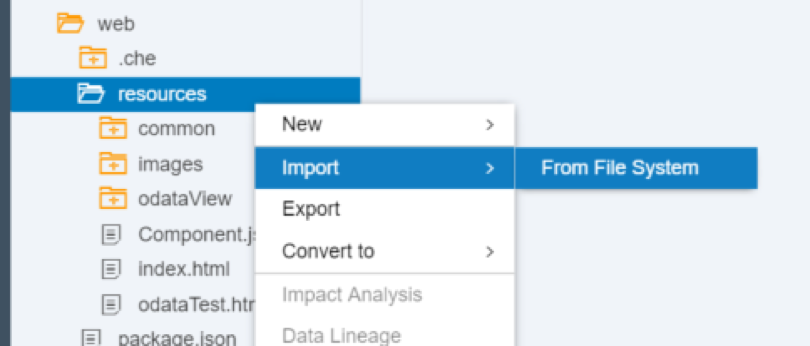 web
.che
resources
common
images
odataView
Component.js
index.html
odataTest.htr
package.json
New
Import
From File System
Export
Convert to
Impact Analysis
Data Lineage